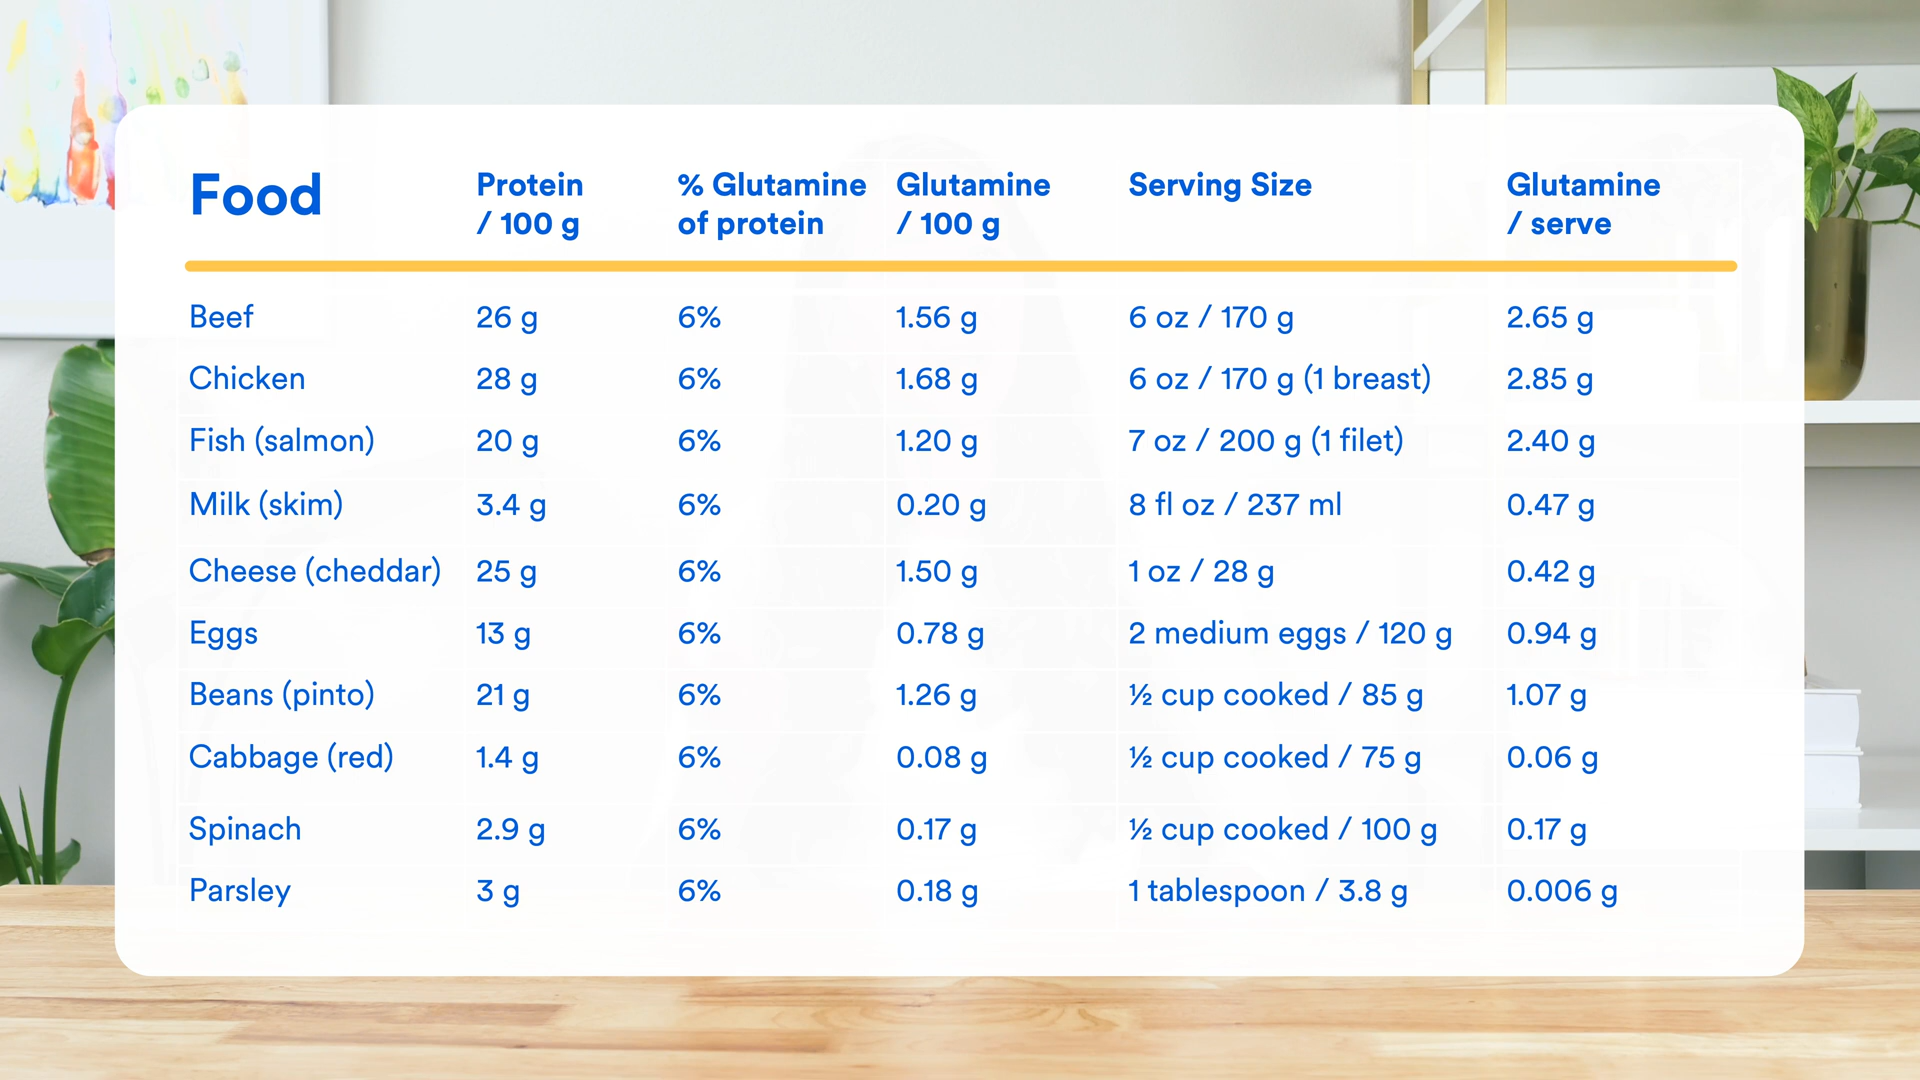 Food Protein / 100 g % Glutamine of protein Glutamine / 100 g Serving Size Glutamine / serve
Beef 26 g 6% 1.56 g 6 oz / 170 g 2.65 g
Chicken 28 g 6% 1.68 g 6 oz / 170 g (1 breast) 2.85 g
Fish (salmon) 20 g 6% 1.20 g 7 oz / 200 g (1 filet) 2.40 g
Milk (skim) 3.4 g 6% 0.20 g 8 fl oz / 237 ml 0.47 g
Cheese (cheddar) 25 g 6% 1.50 g 1 oz / 28 g 0.42 g
Eggs 13 g 6% 0.78 g 2 medium eggs / 120 g 0.94 g
Beans (pinto) 21 g 6% 1.26 g ½ cup cooked / 85 g 1.07 g
Cabbage (red) 1.4 g 6% 0.08 g ½ cup cooked / 75 g 0.06 g
Spinach 2.9 g 6% 0.17 g ½ cup cooked / 100 g 0.17 g
Parsley 3 g 6% 0.18 g 1 tablespoon / 3.8 g 0.006 g